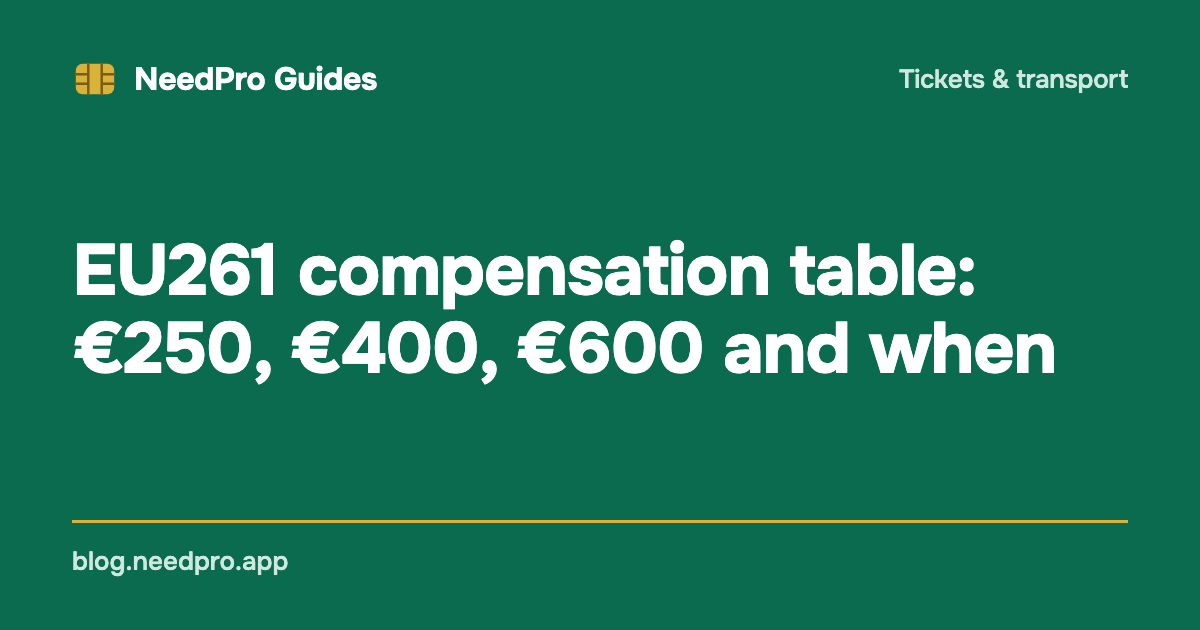 NeedPro Guides
Tickets & transport
EU261 compensation table:
€250, €400, €600 and when
blog.needpro.app